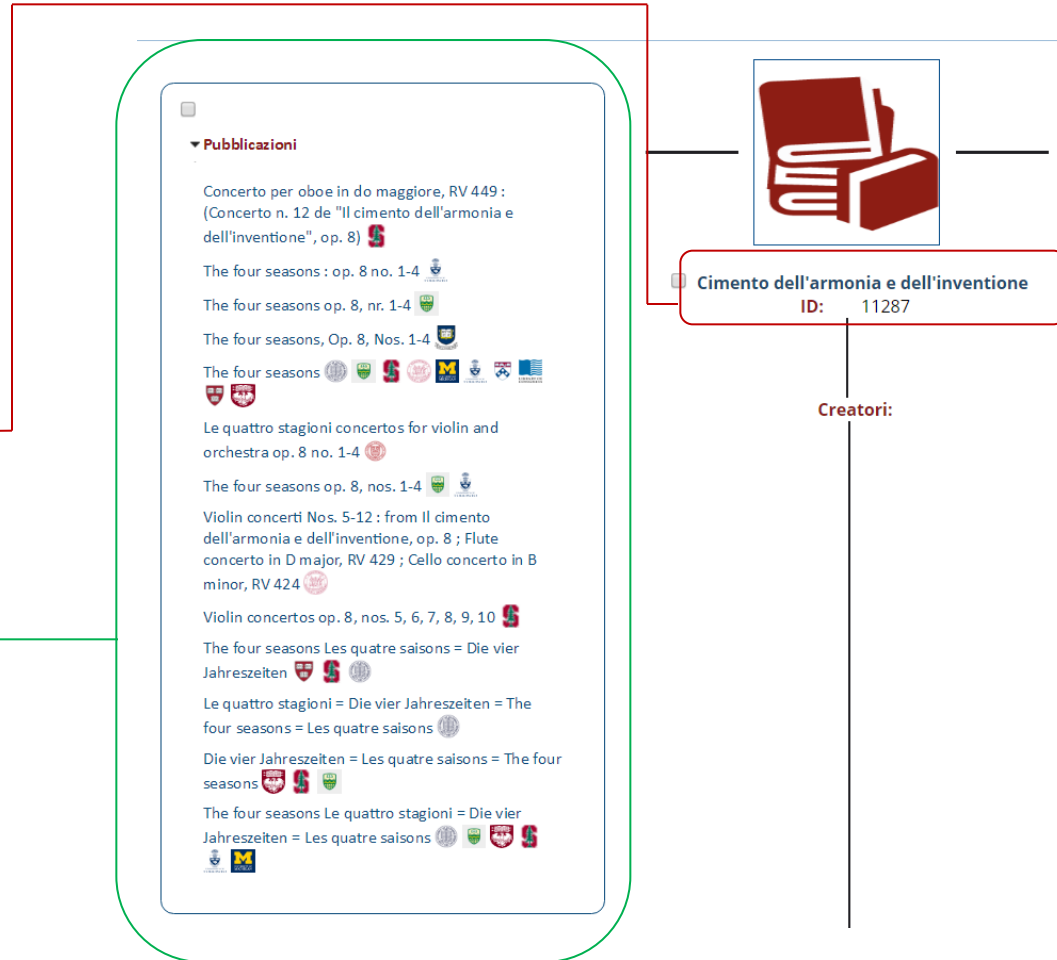 Pubblicazioni
Concerto per oboe in do maggiore, RV 449 :
(Concerto n. 12 de "Il cimento dell'armonia e
dell'inventione", op. 8)
The four seasons : op. 8 no. 1-4
The four seasons op. 8, nr. 1-4
The four seasons, Op. 8, Nos. 1-4
The four seasons
Le quattro stagioni concertos for violin and
orchestra op. 8 no. 1-4
The four seasons op. 8, nos. 1-4
Violin concerti Nos. 5-12 : from Il cimento
dell'armonia e dell'inventione, op. 8 ; Flute
concerto in D major, RV 429 ; Cello concerto in B
minor, RV 424
Violin concertos op. 8, nos. 5, 6, 7, 8, 9, 10
The four seasons Les quatre saisons = Die vier
Jahreszeiten
Le quattro stagioni = Die vier Jahreszeiten = The
four seasons = Les quatre saisons
Die vier Jahreszeiten = Les quatre saisons = The four
seasons
The four seasons Le quattro stagioni = Die vier
Jahreszeiten = Les quatre saisons
Cimento dell'armonia e dell'inventione
ID: 11287
Creatori: